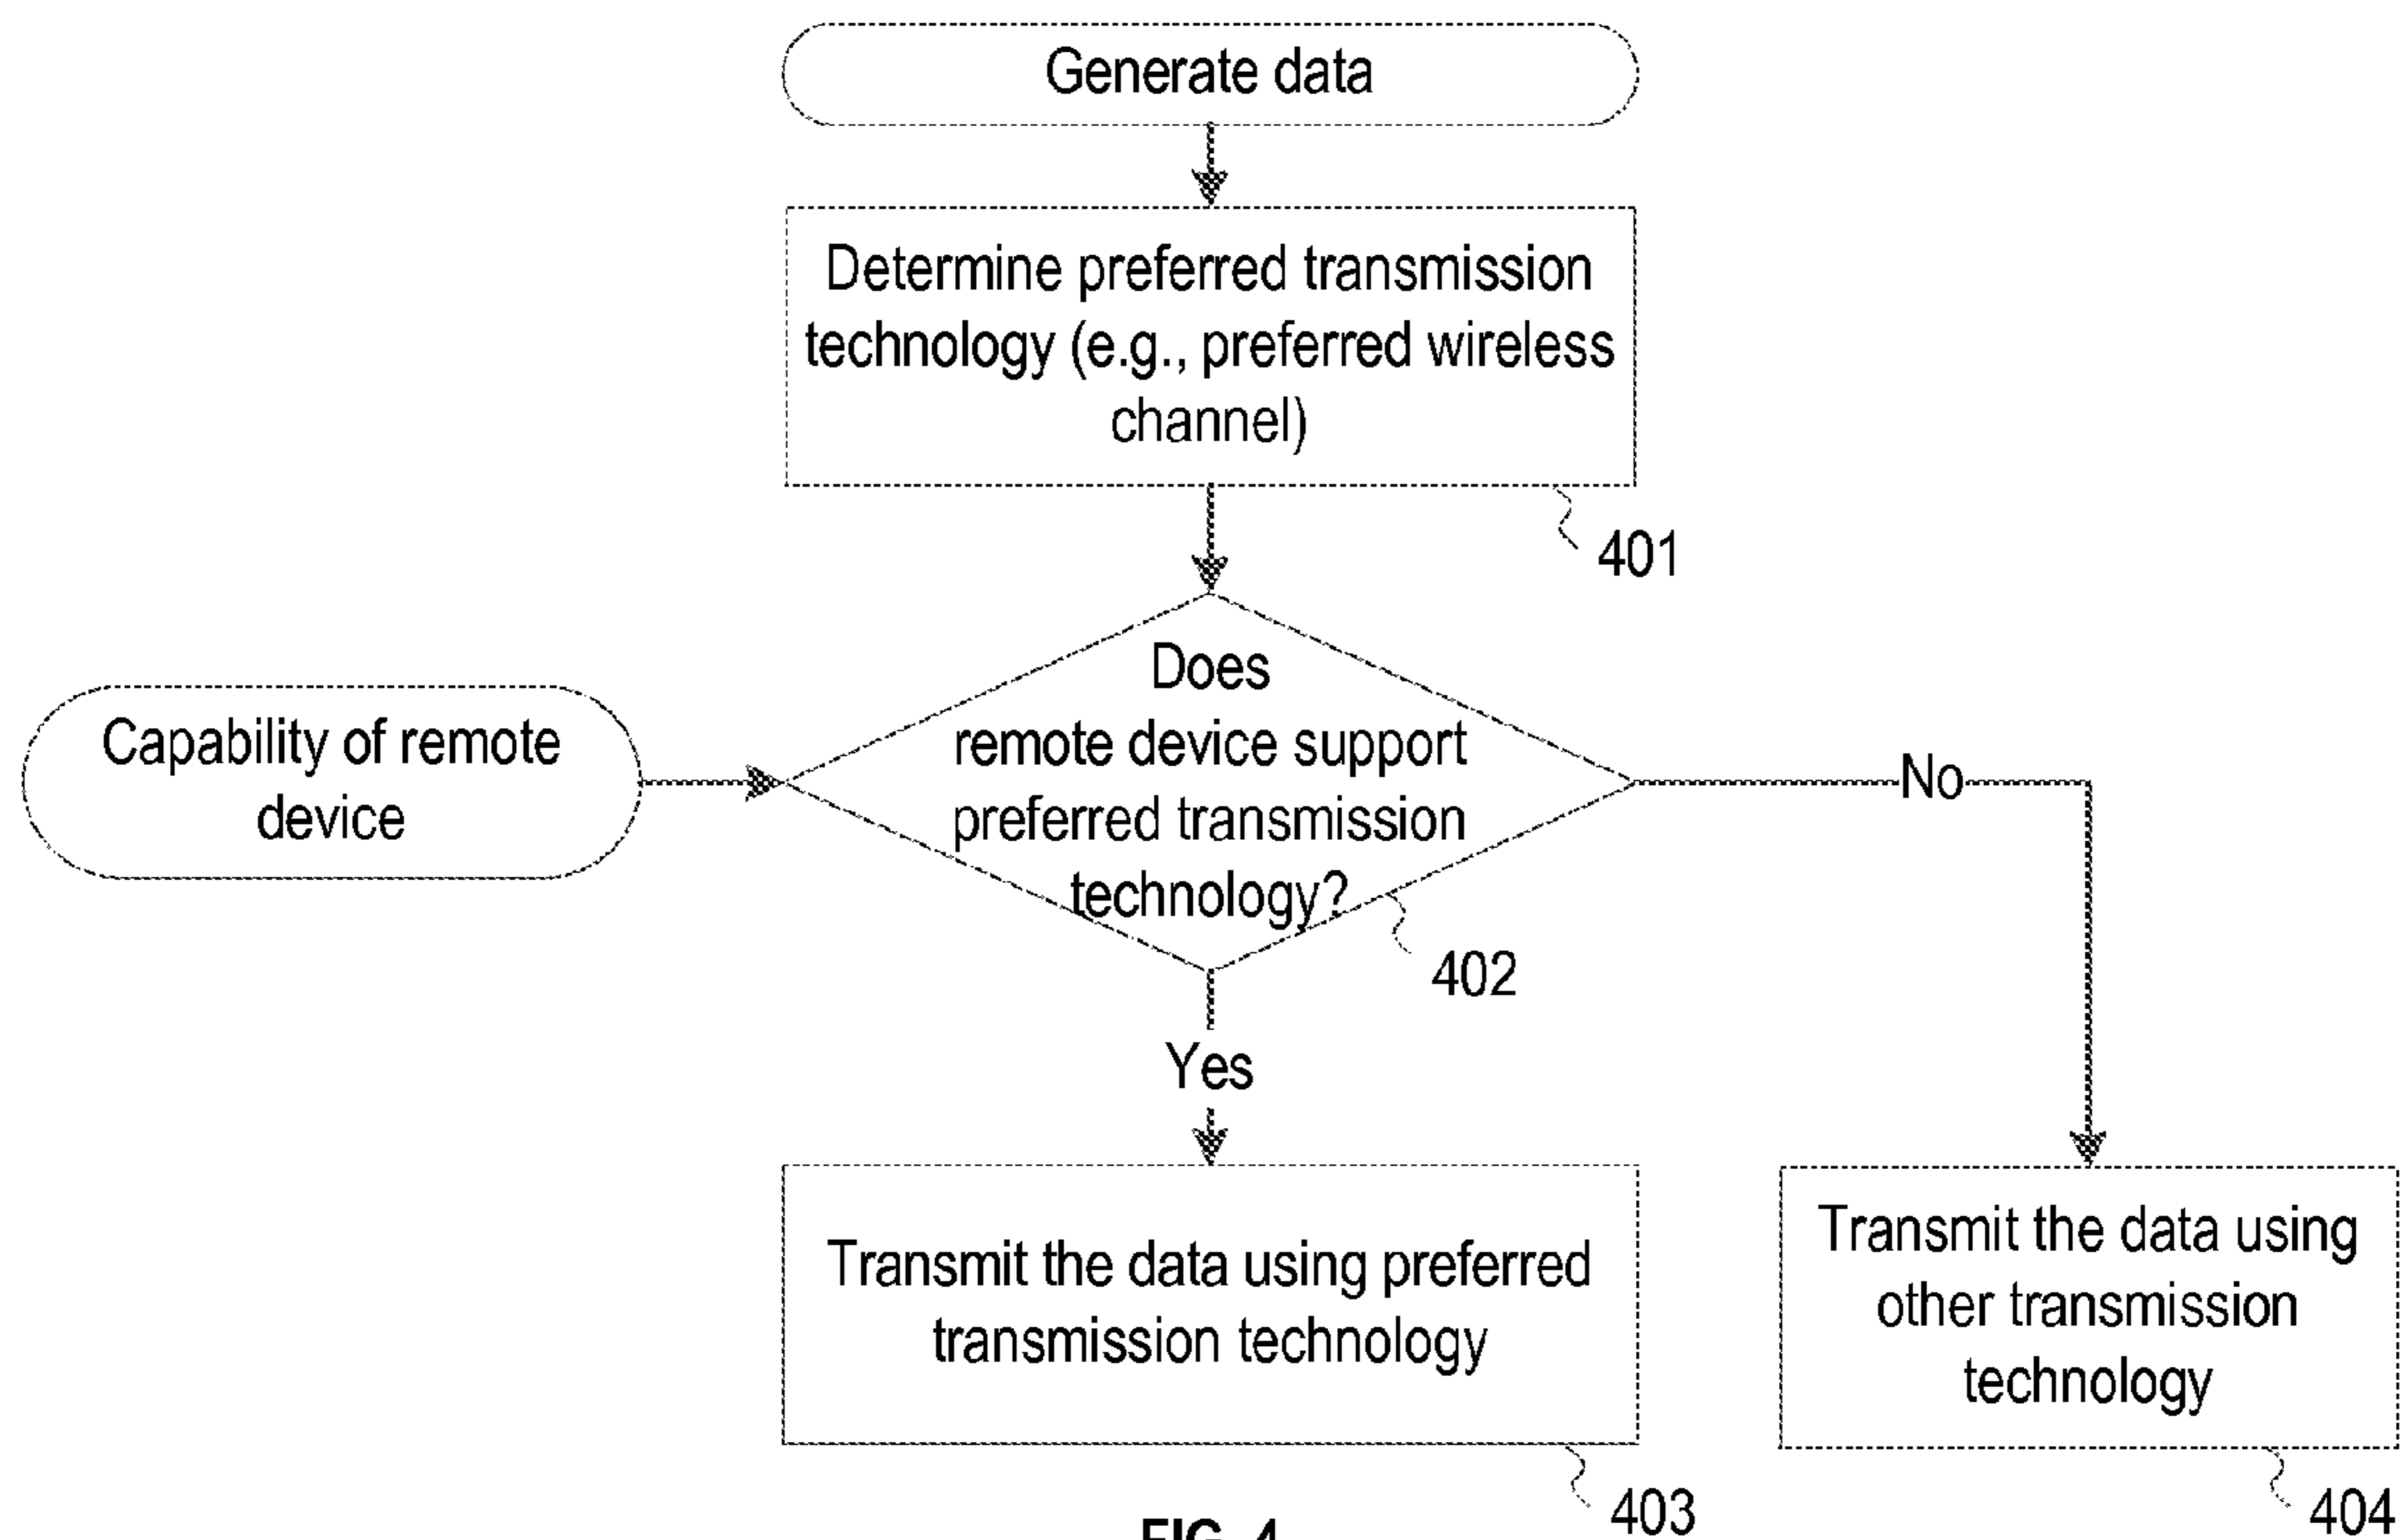 Generate data
Determine preferred transmission
technology (e.g., preferred wireless
channel)
401
Does
remote device support
preferred transmission
technology?
402
Capability of remote
device
No
Yes
Transmit the data using preferred
transmission technology
403
Transmit the data using
other transmission
technology
404
FIG. 4